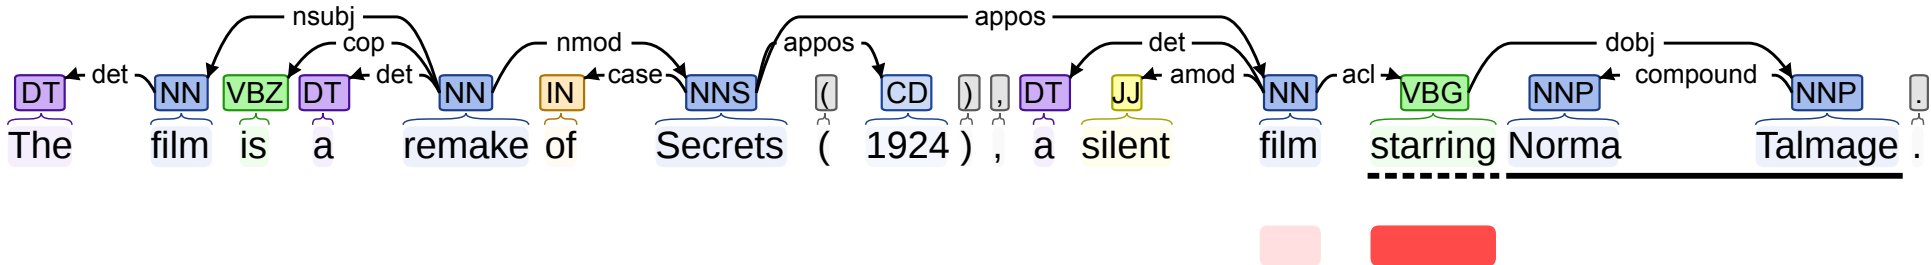 nsubj appos
cop nmod appos det dobj
det det case amod acl compound
DT NN VBZ DT NN IN NNS ( CD ) , DT JJ NN VBG NNP NNP .
The film is a remake of Secrets ( 1924 ) , a silent film starring Norma Talmage .